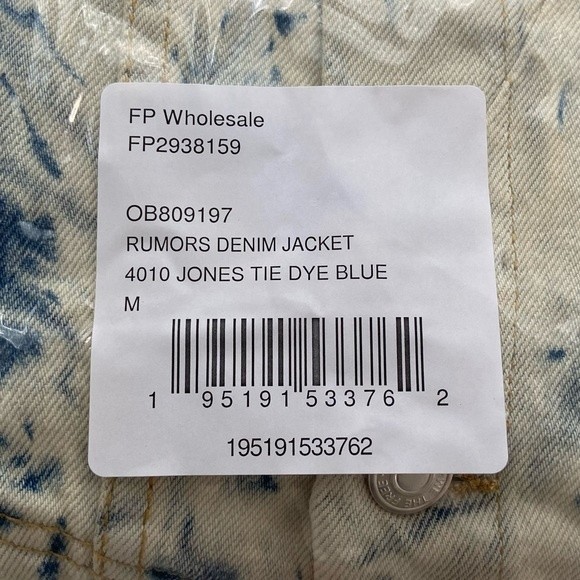 FP Wholesale
FP2938159
OB809197
RUMORS DENIM JACKET
4010 JONES TIE DYE BLUE
M
1 95191 53376 2
195191533762